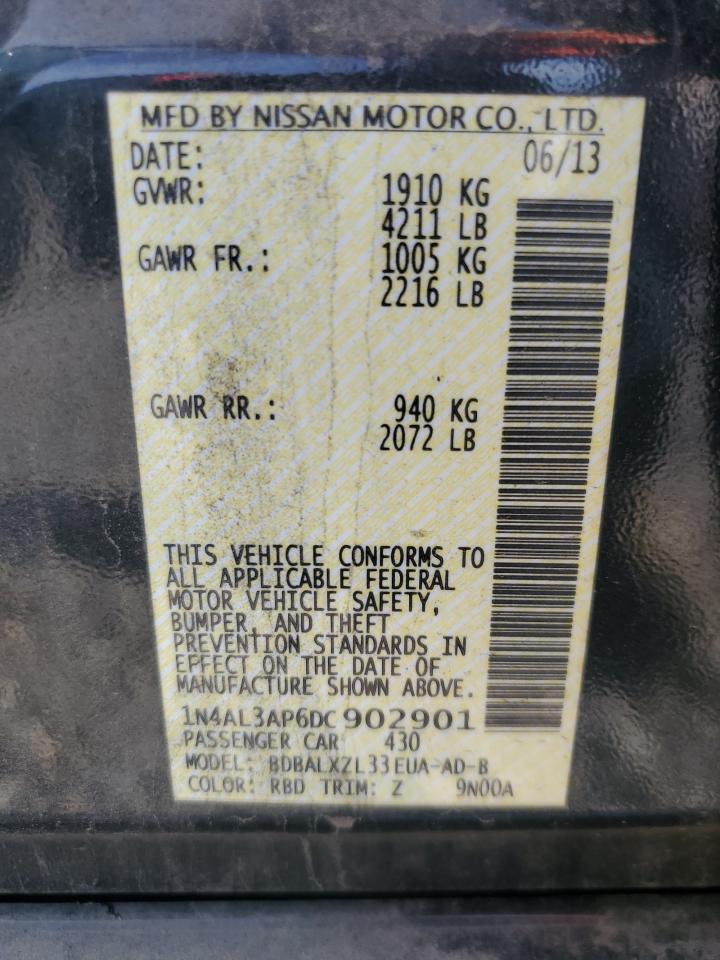 MFD BY NISSAN MOTOR CO., LTD.
DATE: 06/13
GVWR: 1910 KG
4211 LB
GAWR FR.: 1005 KG
2216 LB
GAWR RR.: 940 KG
2072 LB
THIS VEHICLE CONFORMS TO
ALL APPLICABLE FEDERAL
MOTOR VEHICLE SAFETY,
BUMPER, AND THEFT
PREVENTION STANDARDS IN
EFFECT ON THE DATE OF
MANUFACTURE SHOWN ABOVE.
1N4AL3AP6DC902901
PASSENGER CAR 430
MODEL: BDBALXZL33EUA-AD-B
COLOR: RBD TRIM: Z 9N00A